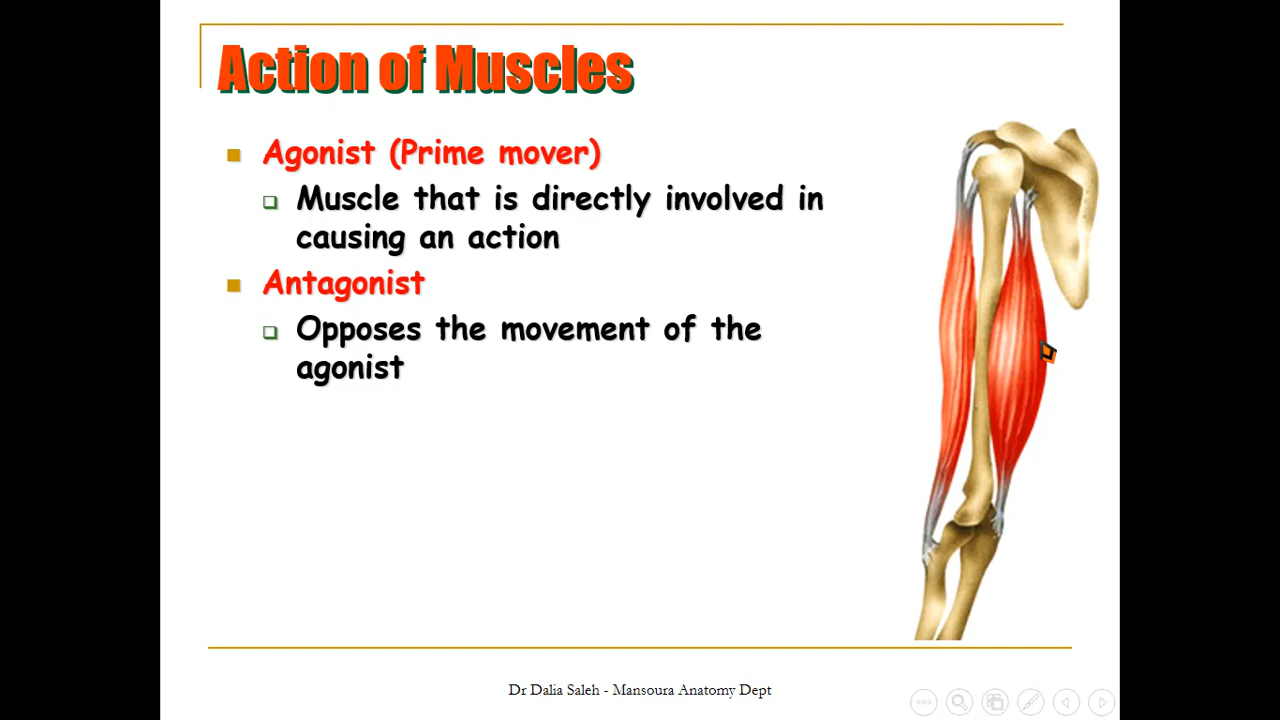 Action of Muscles
Agonist (Prime mover)
Muscle that is directly involved in
causing an action
Antagonist
Opposes the movement of the
agonist
Dr Dalia Saleh - Mansoura Anatomy Dept